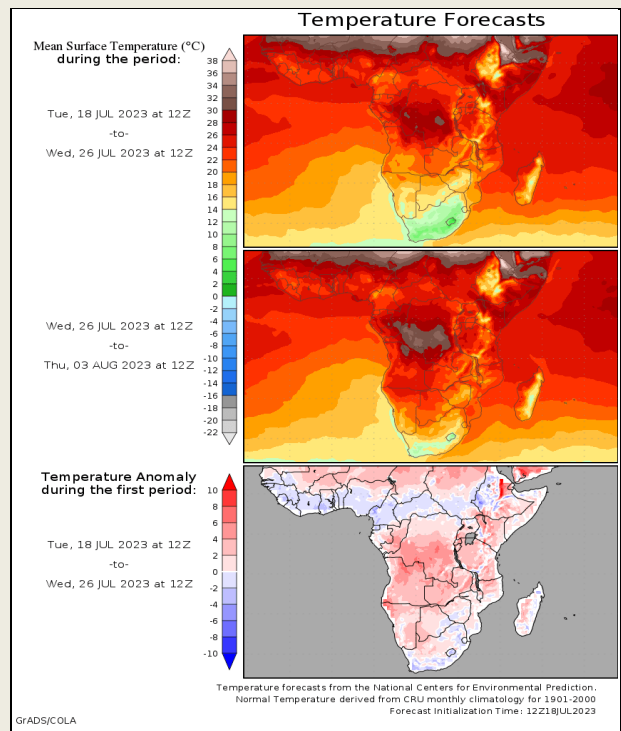 Temperature Forecasts
Mean Surface Temperature (°C)
during the period:
Tue, 18 JUL 2023 at 12Z
-to-
Wed, 26 JUL 2023 at 12Z
38
36
34
32
30
28
26
24
22
20
18
16
14
12
10
8
6
4
2
0
-2
-4
-6
-8
-10
-12
-14
-16
-18
-20
-22
Wed, 26 JUL 2023 at 12Z
-to-
Thu, 03 AUG 2023 at 12Z
Temperature Anomaly
during the first period:
Tue, 18 JUL 2023 at 12Z
-to-
Wed, 26 JUL 2023 at 12Z
10
8
6
4
2
0
-2
-4
-6
-8
-10
Temperature forecasts from the National Centers for Environmental Prediction.
Normal Temperature derived from CRU monthly climatology for 1901-2000
Forecast Initialization Time: 12Z18JUL2023
GrADS/COLA